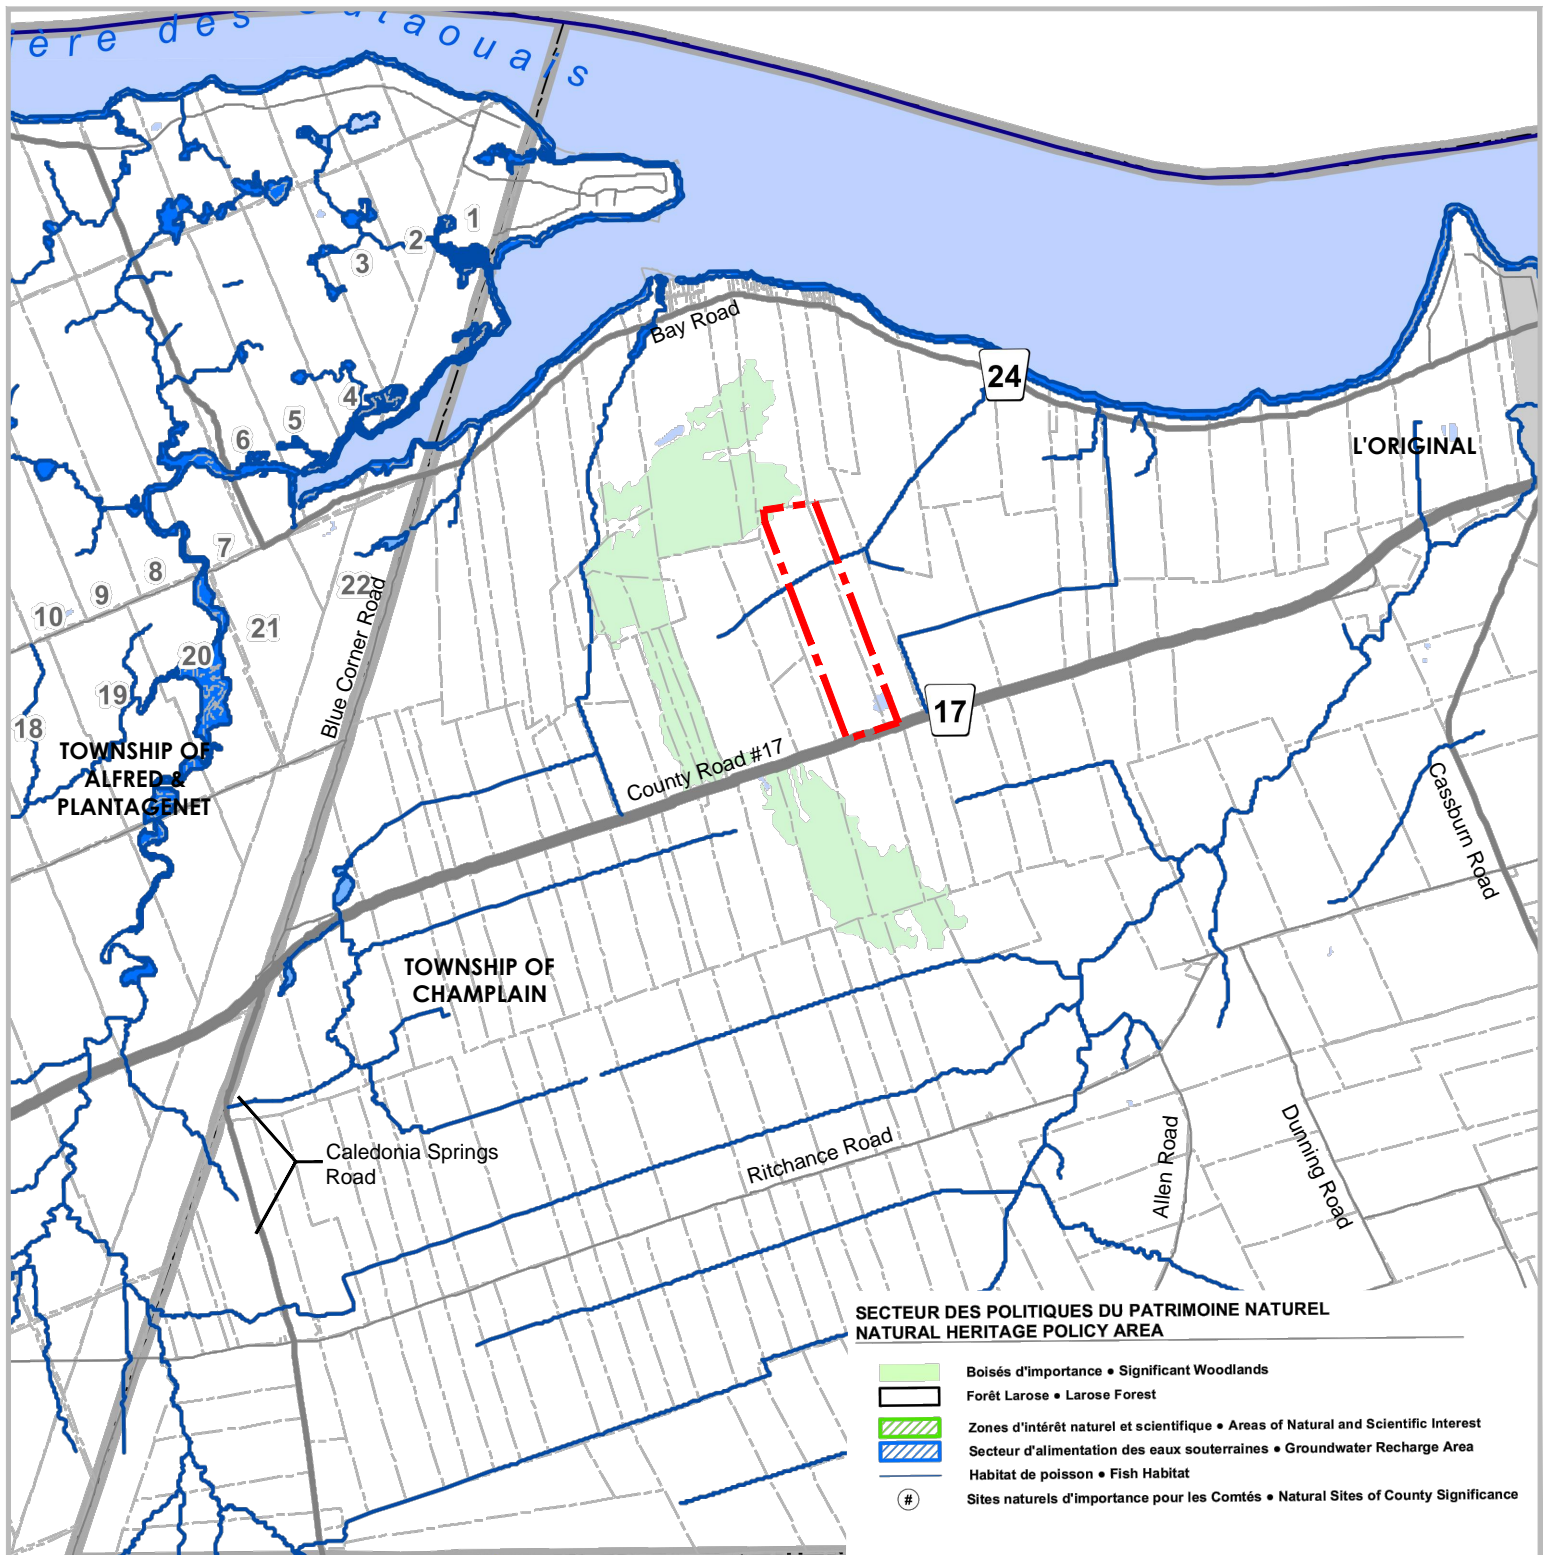 ère des Outaouais
1
2
3
24
4
5
6
Bay Road
L'ORIGINAL
7
8
9
10
22
21
20
19
18
Blue Corner Road
17
TOWNSHIP OF
ALFRED &
PLANTAGENET
County Road #17
Cassburn Road
TOWNSHIP OF
CHAMPLAIN
Caledonia Springs
Road
Ritchance Road
Allen Road
Dunning Road
SECTEUR DES POLITIQUES DU PATRIMOINE NATUREL
NATURAL HERITAGE POLICY AREA
Boisés d'importance ● Significant Woodlands
Forêt Larose ● Larose Forest
Zones d'intérêt naturel et scientifique ● Areas of Natural and Scientific Interest
Secteur d'alimentation des eaux souterraines ● Groundwater Recharge Area
Habitat de poisson ● Fish Habitat
# Sites naturels d'importance pour les Comtés ● Natural Sites of County Significance